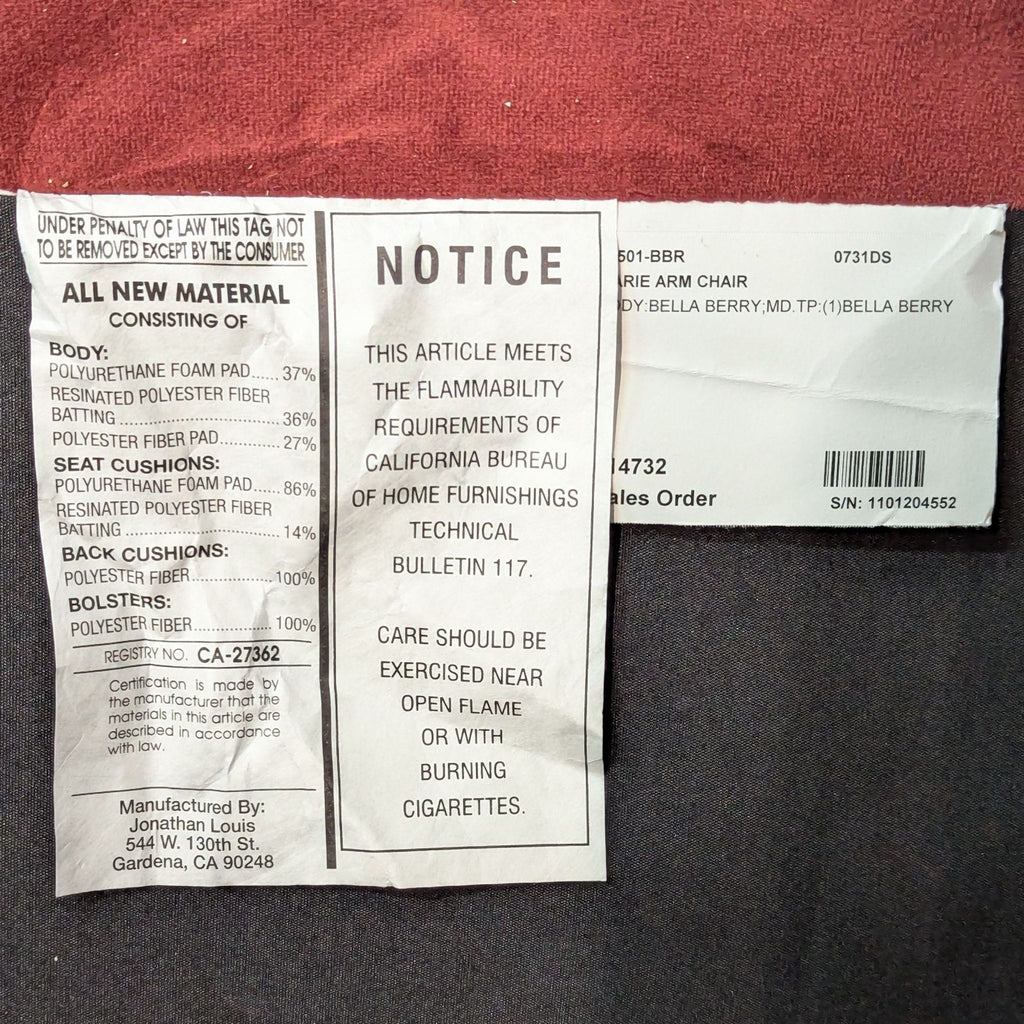 UNDER PENALTY OF LAW THIS TAG NOT
TO BE REMOVED EXCEPT BY THE CONSUMER
ALL NEW MATERIAL
CONSISTING OF
BODY:
POLYURETHANE FOAM PAD...... 37%
RESINATED POLYESTER FIBER
BATTING .................................. 36%
POLYESTER FIBER PAD............ 27%
SEAT CUSHIONS:
POLYURETHANE FOAM PAD...... 86%
RESINATED POLYESTER FIBER
BATTING .................................. 14%
BACK CUSHIONS:
POLYESTER FIBER.................. 100%
BOLSTERS:
POLYESTER FIBER.................. 100%
REGISTRY NO. CA-27362
Certification is made by
the manufacturer that the
materials in this article are
described in accordance
with law.
Manufactured By:
Jonathan Louis
544 W. 130th St.
Gardena, CA 90248
NOTICE
THIS ARTICLE MEETS
THE FLAMMABILITY
REQUIREMENTS OF
CALIFORNIA BUREAU
OF HOME FURNISHINGS
TECHNICAL
BULLETIN 117.
CARE SHOULD BE
EXERCISED NEAR
OPEN FLAME
OR WITH
BURNING
CIGARETTES.
501-BBR 0731DS
ARIE ARM CHAIR
DY:BELLA BERRY;MD.TP:(1)BELLA BERRY
14732
ales Order
S/N: 1101204552